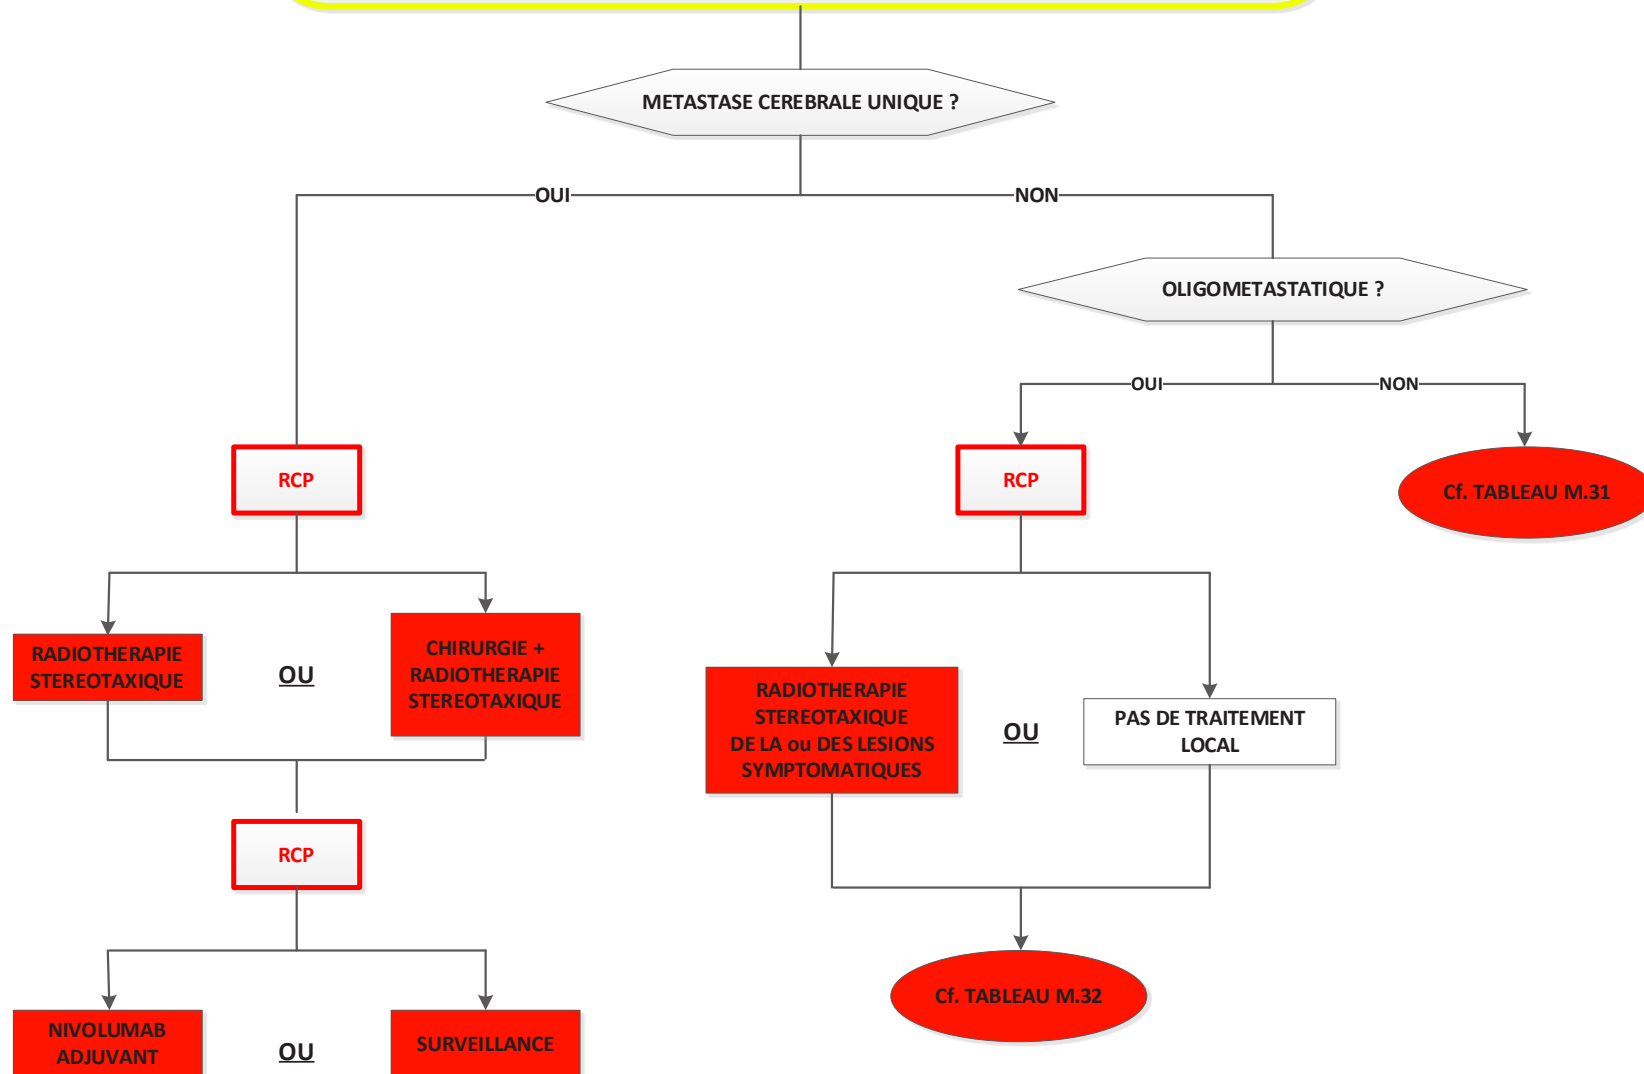 METASTASE CEREBRALE UNIQUE ?
OUI
NON
OLIGOMETASTATIQUE ?
OUI
NON
RCP
RCP
Cf. TABLEAU M.31
RADIOTHERAPIE
STEREOTAXIQUE
OU
CHIRURGIE +
RADIOTHERAPIE
STEREOTAXIQUE
RADIOTHERAPIE
STEREOTAXIQUE
DE LA ou DES LESIONS
SYMPTOMATIQUES
OU
PAS DE TRAITEMENT
LOCAL
RCP
Cf. TABLEAU M.32
NIVOLUMAB
ADJUVANT
OU
SURVEILLANCE